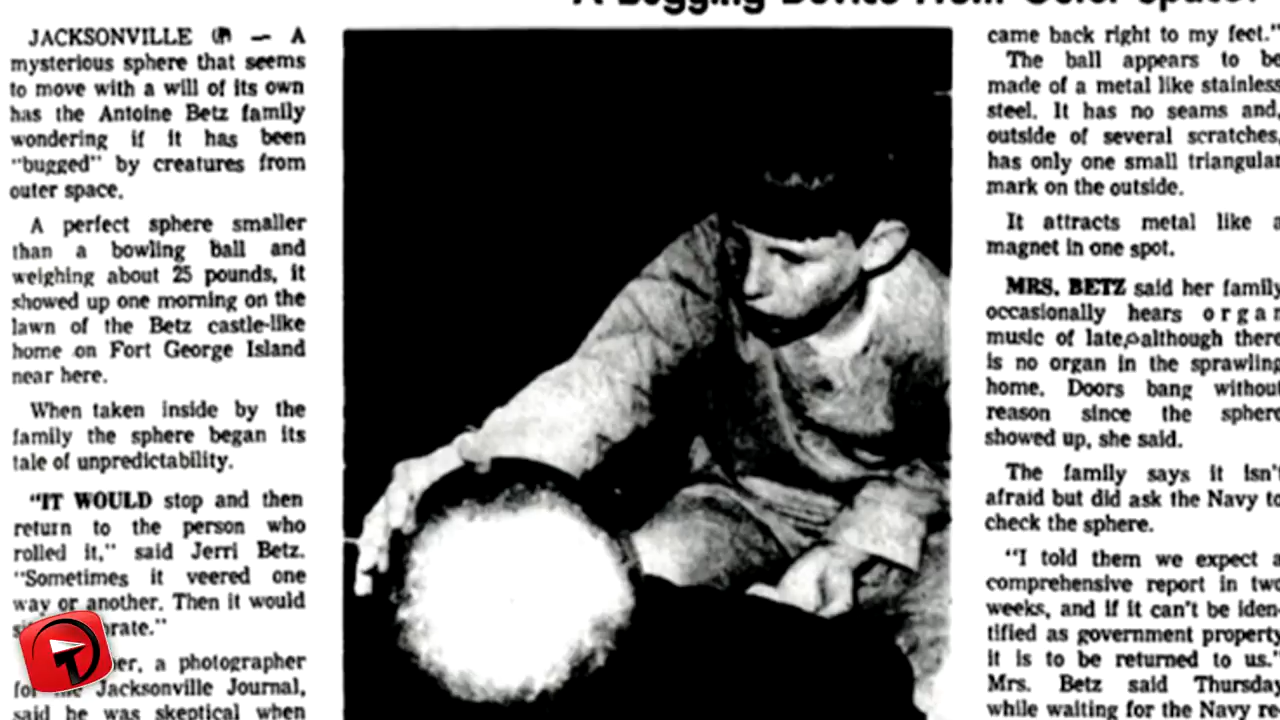 JACKSONVILLE (P) — A
mysterious sphere that seems
to move with a will of its own
has the Antoine Betz family
wondering if it has been
"bugged" by creatures from
outer space.
A perfect sphere smaller
than a bowling ball and
weighing about 25 pounds, it
showed up one morning on the
lawn of the Betz castle-like
home on Fort George Island
near here.
When taken inside by the
family the sphere began its
tale of unpredictability.
"IT WOULD stop and then
return to the person who
rolled it," said Jerri Betz.
"Sometimes it veered one
way or another. Then it would
a photographer
Jacksonville Journal,
said he was skeptical when
came back right to my feet."
The ball appears to be
made of a metal like stainless
steel. It has no seams and,
outside of several scratches,
has only one small triangular
mark on the outside.
It attracts metal like a
magnet in one spot.
MRS. BETZ said her family
occasionally hears organ
music of late, although there
is no organ in the sprawling
home. Doors bang without
reason since the sphere
showed up, she said.
The family says it isn't
afraid but did ask the Navy to
check the sphere.
"I told them we expect a
comprehensive report in two
weeks, and if it can't be iden-
tified as government property
it is to be returned to us."
Mrs. Betz said Thursday
while waiting for the Navy re